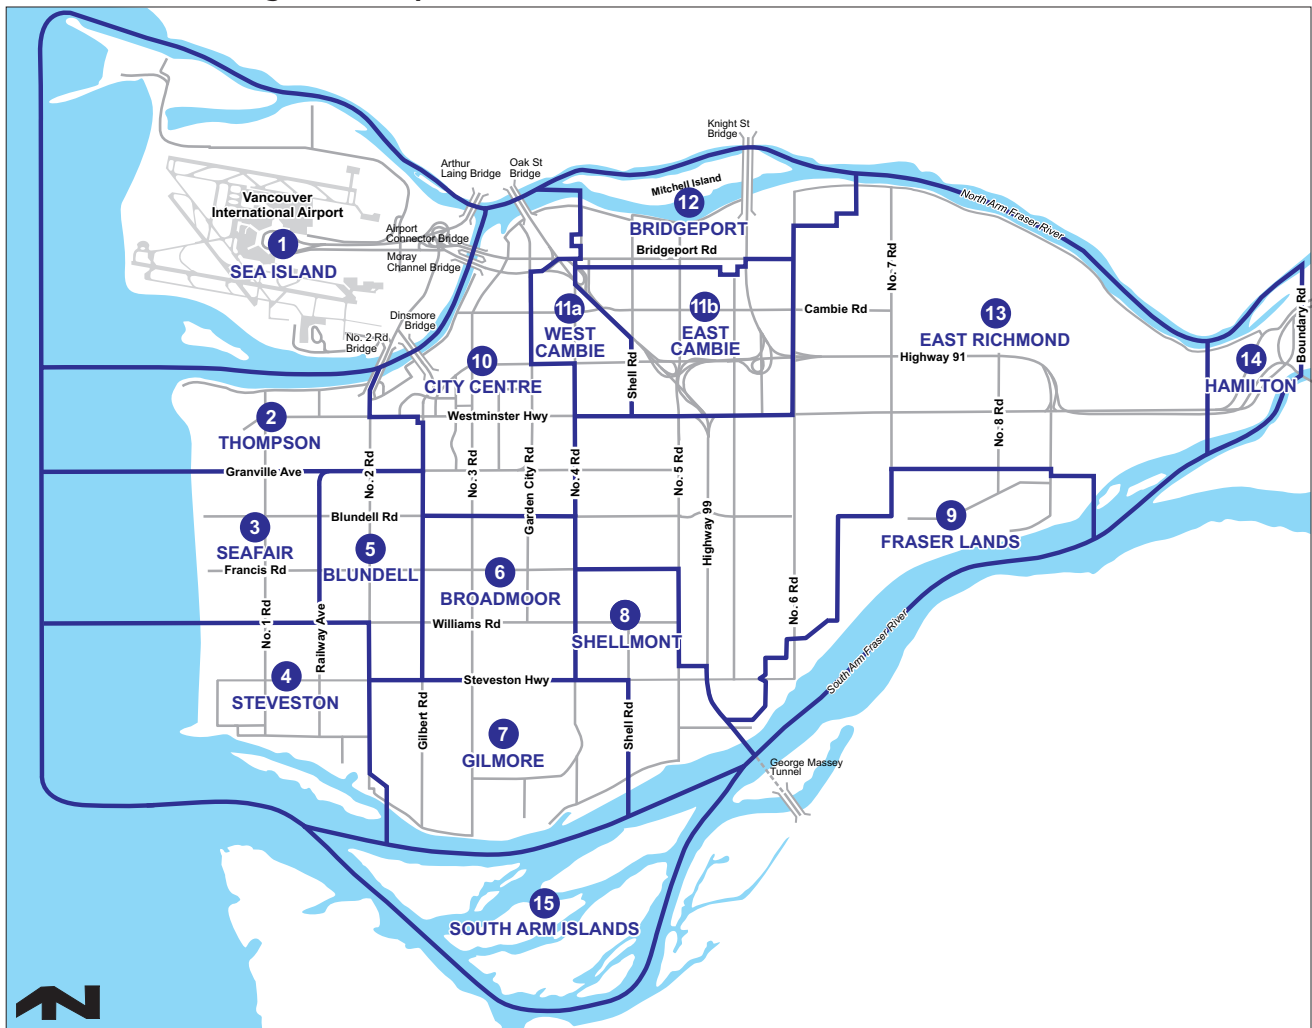 Knight St
Bridge
Arthur
Laing Bridge
Oak St
Bridge
Mitchell Island
12
BRIDGEPORT
Bridgeport Rd
North Arm Fraser River
Vancouver
International Airport
1
SEA ISLAND
Airport
Connector Bridge
Moray
Channel Bridge
No. 7 Rd
Dinsmore
Bridge
No. 2 Rd
Bridge
11a
WEST
CAMBIE
11b
EAST
CAMBIE
Cambie Rd
13
EAST RICHMOND
Highway 91
Boundary Rd
14
HAMILTON
10
CITY CENTRE
Shell Rd
2
THOMPSON
Westminster Hwy
No. 8 Rd
Granville Ave
No. 2 Rd
No. 3 Rd
Garden City Rd
No. 4 Rd
No. 5 Rd
Highway 99
3
SEAFAIR
Blundell Rd
5
BLUNDELL
Francis Rd
6
BROADMOOR
9
FRASER LANDS
No. 1 Rd
Railway Ave
Williams Rd
8
SHELLMONT
No. 6 Rd
4
STEVESTON
Steveston Hwy
South Arm Fraser River
Gilbert Rd
7
GILMORE
Shell Rd
George Massey
Tunnel
15
SOUTH ARM ISLANDS
N